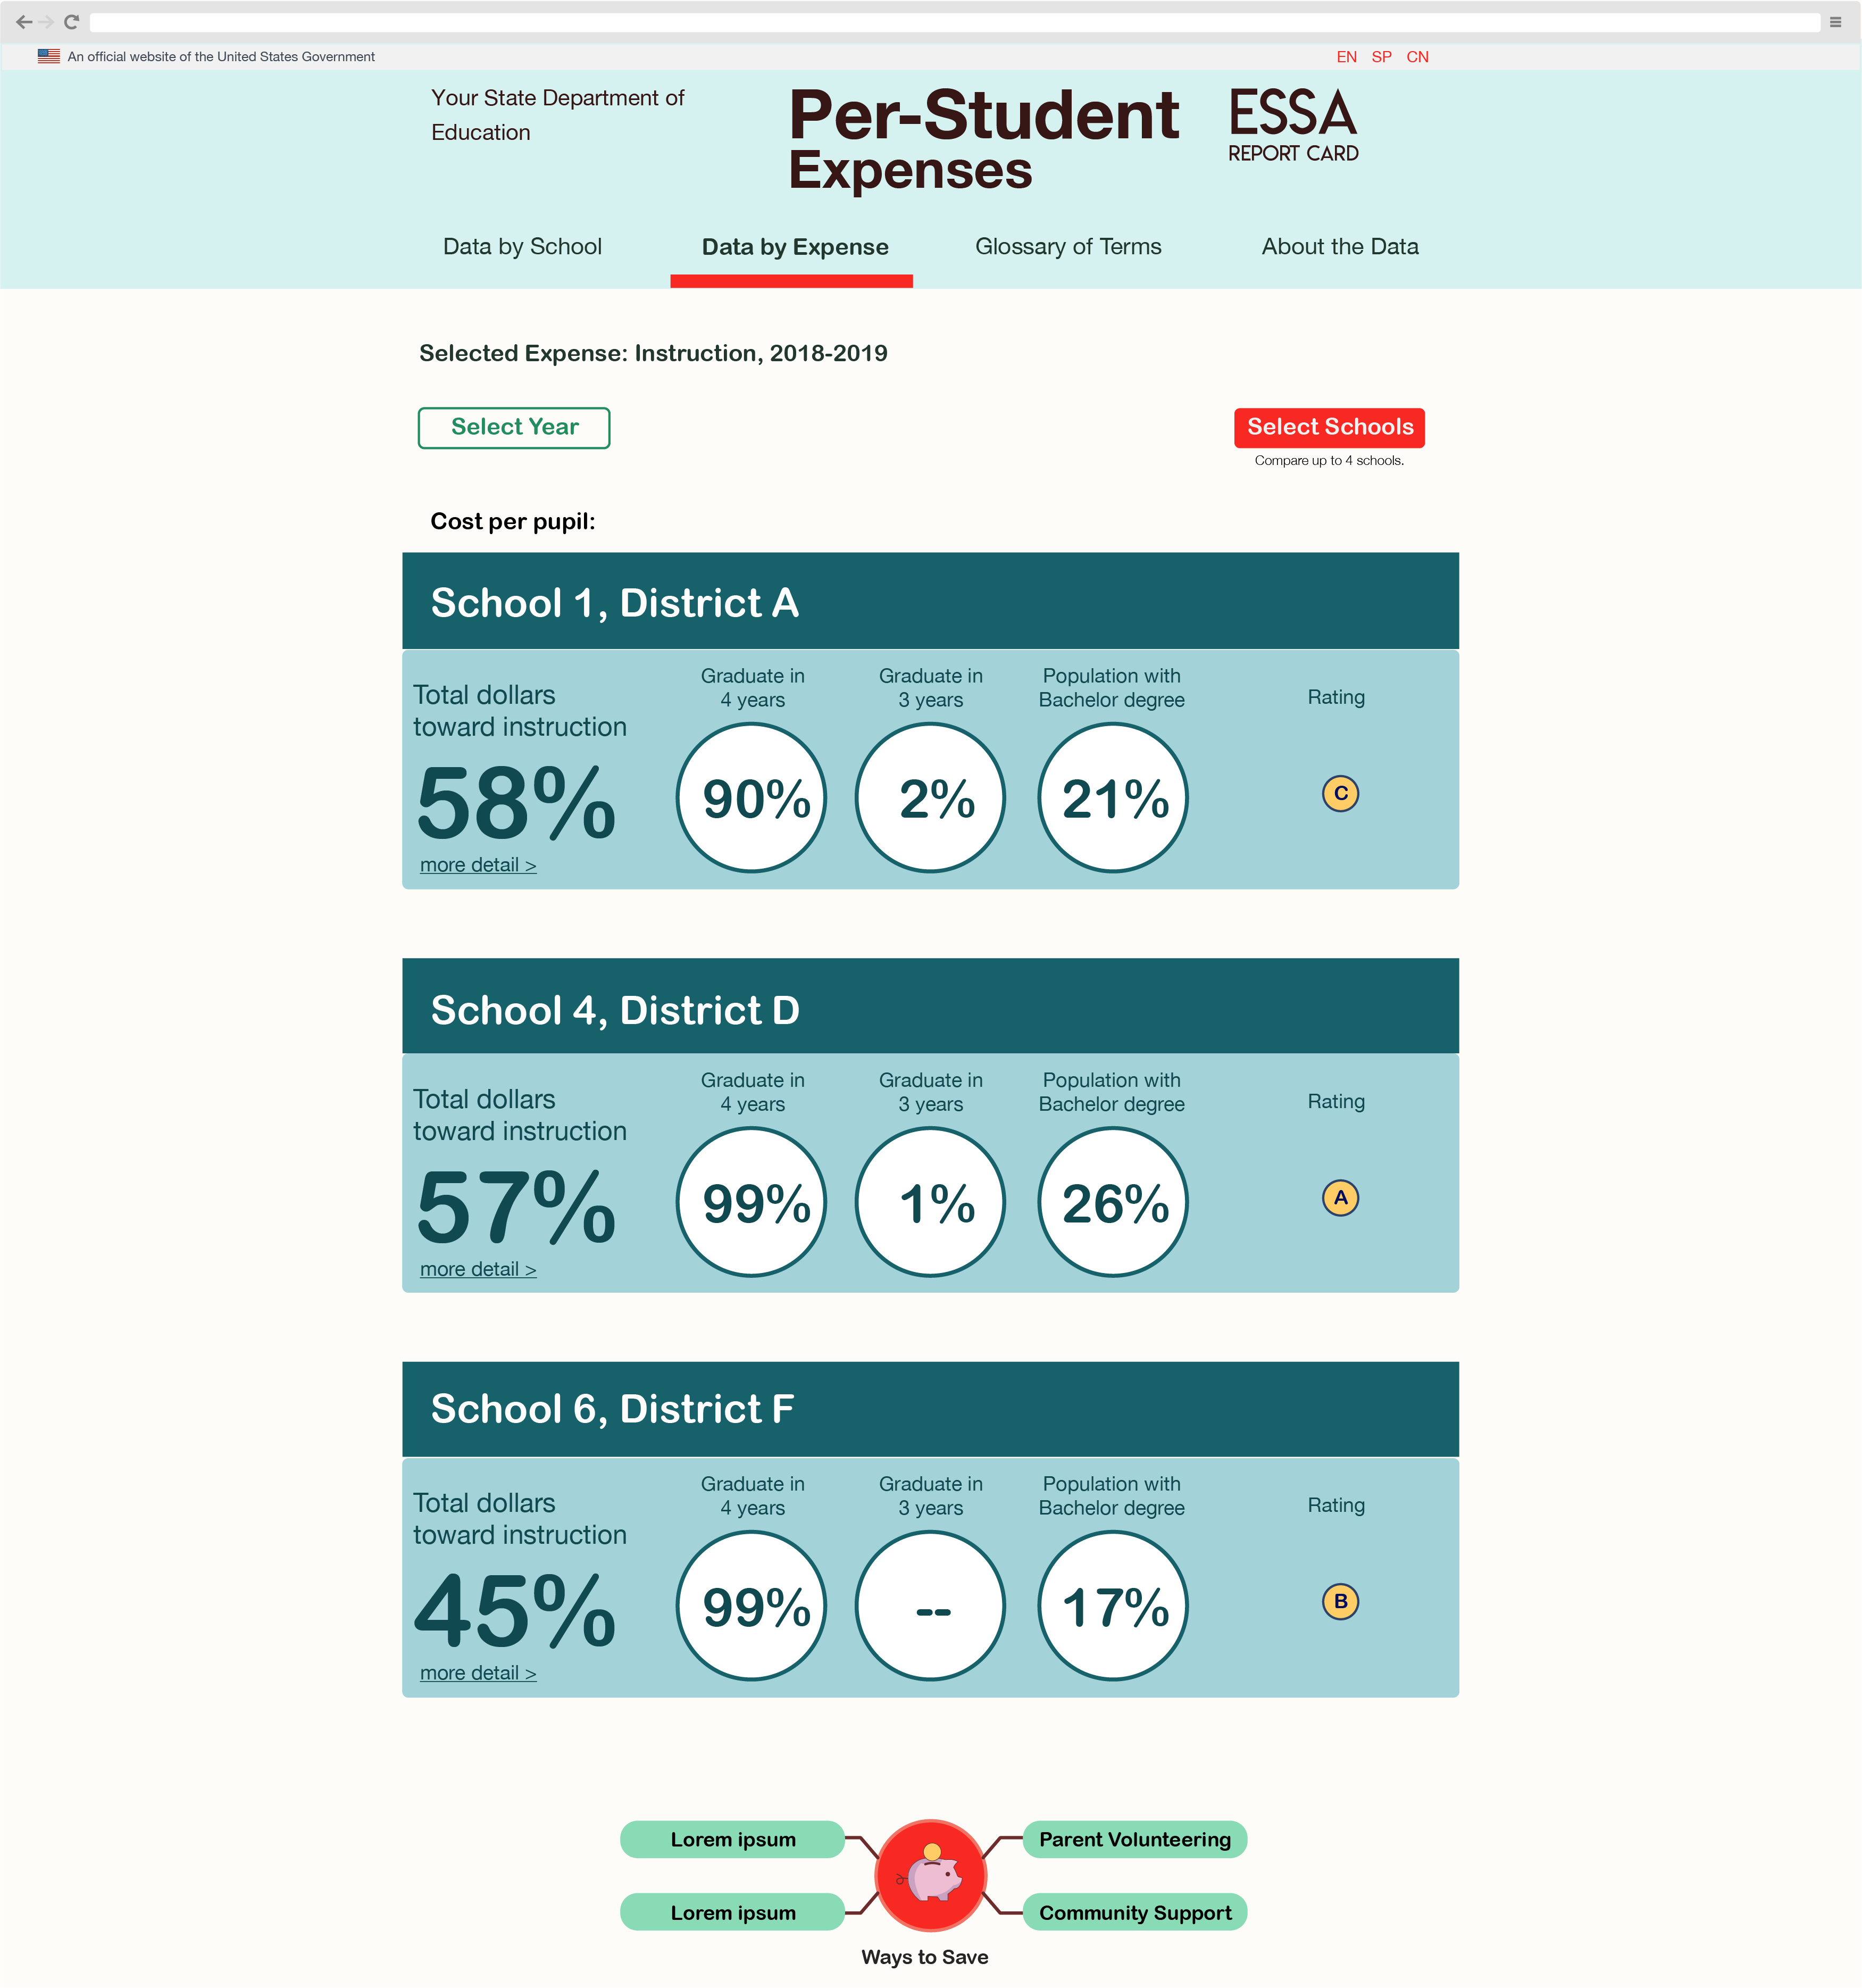 An official website of the United States Government
EN SP CN
Your State Department of
Education
Per-Student
Expenses
ESSA
REPORT CARD
Data by School
Data by Expense
Glossary of Terms
About the Data
Selected Expense: Instruction, 2018-2019
Select Year
Select Schools
Compare up to 4 schools.
Cost per pupil:
School 1, District A
Total dollars
toward instruction
58%
more detail >
Graduate in
4 years
90%
Graduate in
3 years
2%
Population with
Bachelor degree
21%
Rating
C
School 4, District D
Total dollars
toward instruction
57%
more detail >
Graduate in
4 years
99%
Graduate in
3 years
1%
Population with
Bachelor degree
26%
Rating
A
School 6, District F
Total dollars
toward instruction
45%
more detail >
Graduate in
4 years
99%
Graduate in
3 years
--
Population with
Bachelor degree
17%
Rating
B
Lorem ipsum
Parent Volunteering
Lorem ipsum
Community Support
Ways to Save